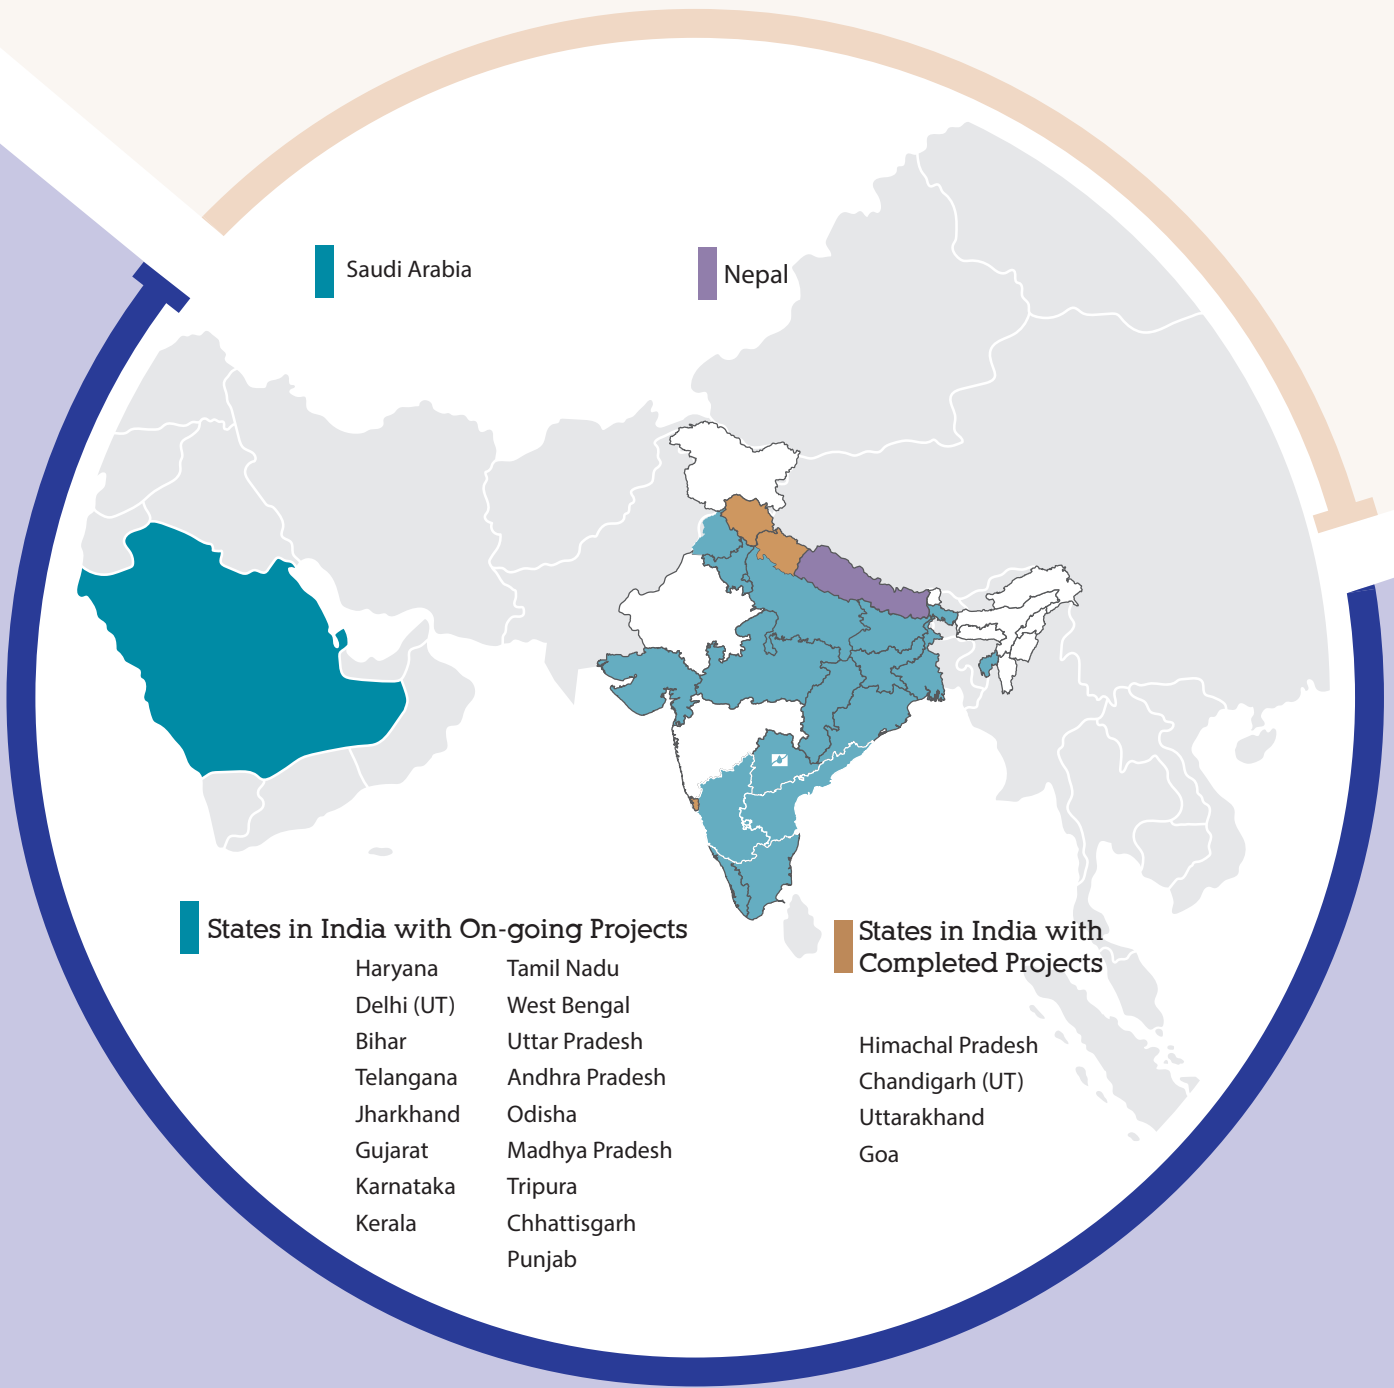 Saudi Arabia
Nepal
States in India with On-going Projects
Haryana
Delhi (UT)
Bihar
Telangana
Jharkhand
Gujarat
Karnataka
Kerala
Tamil Nadu
West Bengal
Uttar Pradesh
Andhra Pradesh
Odisha
Madhya Pradesh
Tripura
Chhattisgarh
Punjab
States in India with
Completed Projects
Himachal Pradesh
Chandigarh (UT)
Uttarakhand
Goa